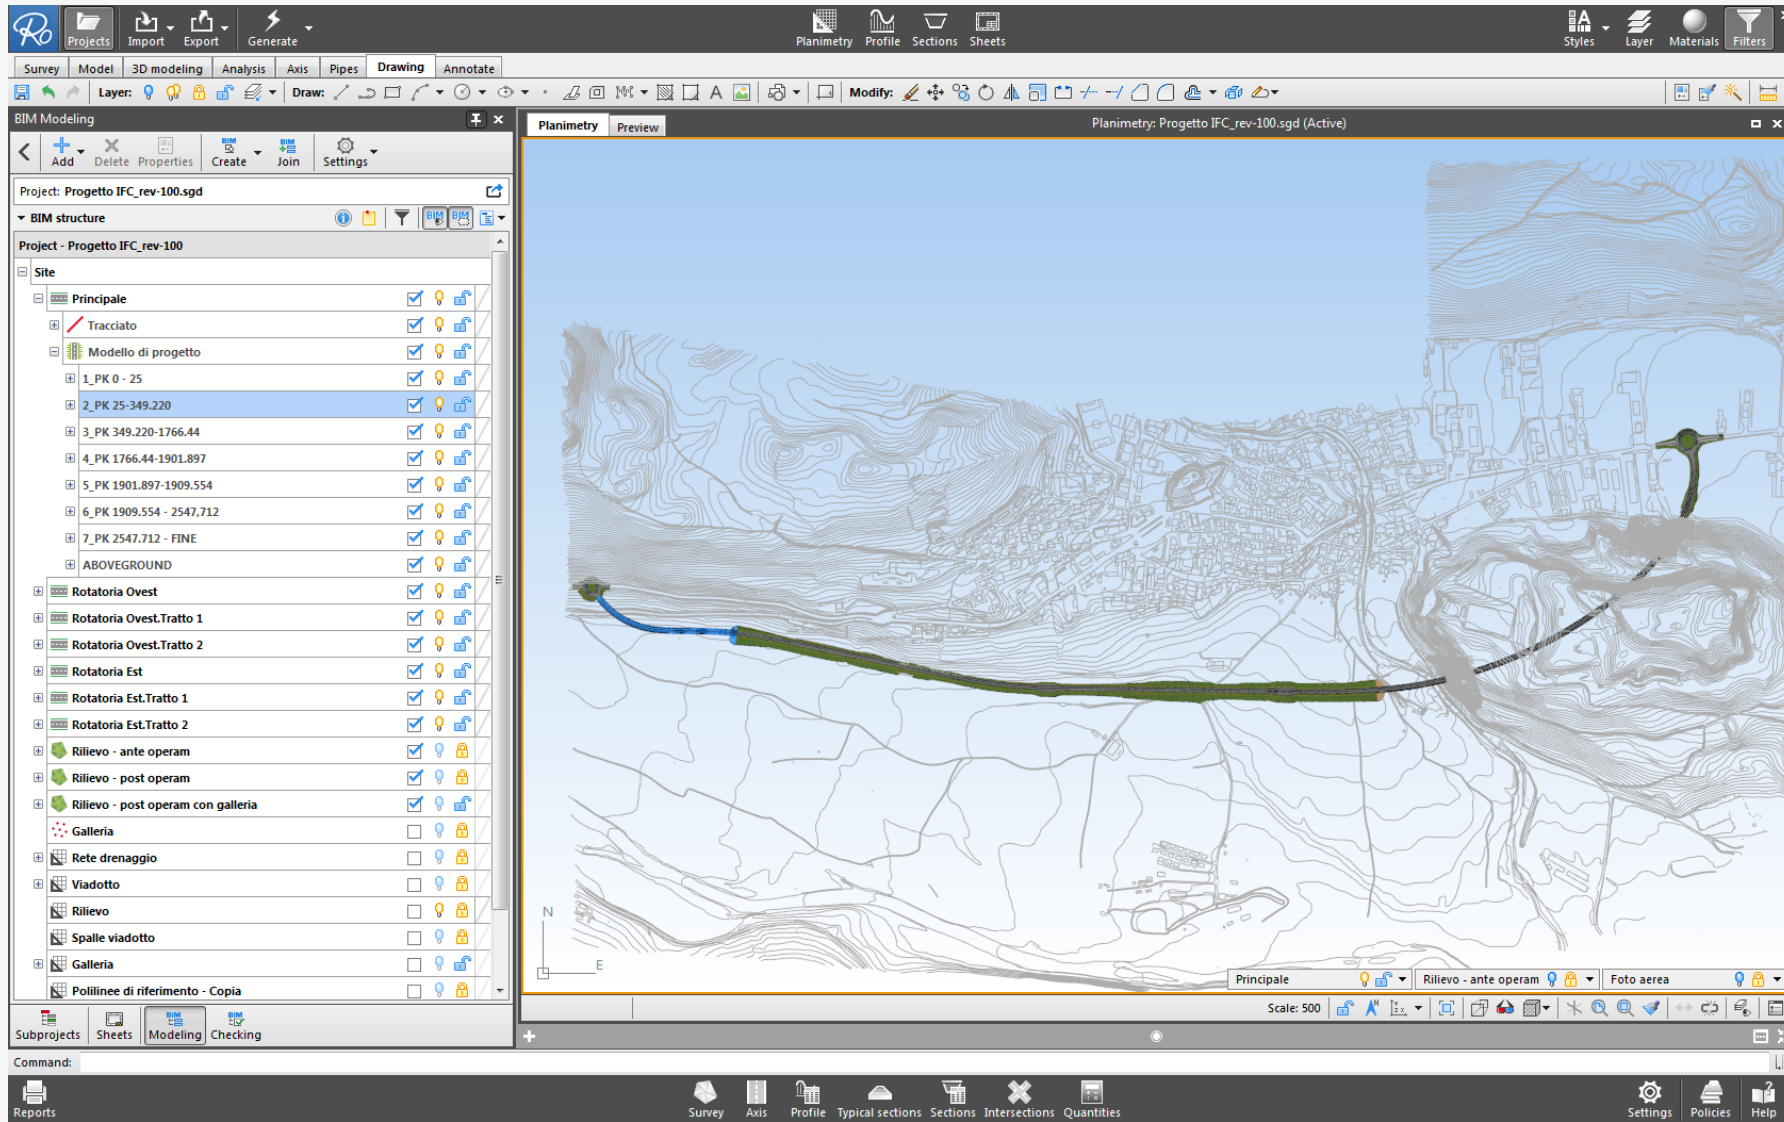 Ro
Projects
Import
Export
Generate
Planimetry
Profile
Sections
Sheets
Styles
Layer
Materials
Filters
Survey
Model
3D modeling
Analysis
Axis
Pipes
Drawing
Annotate
Layer:
Draw:
A
Modify:
BIM Modeling
Planimetry
Preview
Planimetry: Progetto IFC_rev-100.sgd (Active)
Add
Delete
Properties
BIM
Create
BIM
Join
Settings
Project: Progetto IFC_rev-100.sgd
BIM structure
BIM
BIM
Project - Progetto IFC_rev-100
Site
Principale
Tracciato
Modello di progetto
1_PK 0 - 25
2_PK 25-349.220
3_PK 349.220-1766.44
4_PK 1766.44-1901.897
5_PK 1901.897-1909.554
6_PK 1909.554 - 2547,712
7_PK 2547.712 - FINE
ABOVEGROUND
Rotatoria Ovest
Rotatoria Ovest.Tratto 1
Rotatoria Ovest.Tratto 2
Rotatoria Est
Rotatoria Est.Tratto 1
Rotatoria Est.Tratto 2
Rilievo - ante operam
Rilievo - post operam
Rilievo - post operam con galleria
Galleria
Rete drenaggio
Viadotto
Rilievo
Spalle viadotto
Galleria
Polilinee di riferimento - Copia
N
E
Principale
Rilievo - ante operam
Foto aerea
Scale: 500
Subprojects
Sheets
BIM
Modeling
BIM
Checking
Command:
Reports
Survey
Axis
Profile
Typical sections
Sections
Intersections
Quantities
Settings
Policies
Help